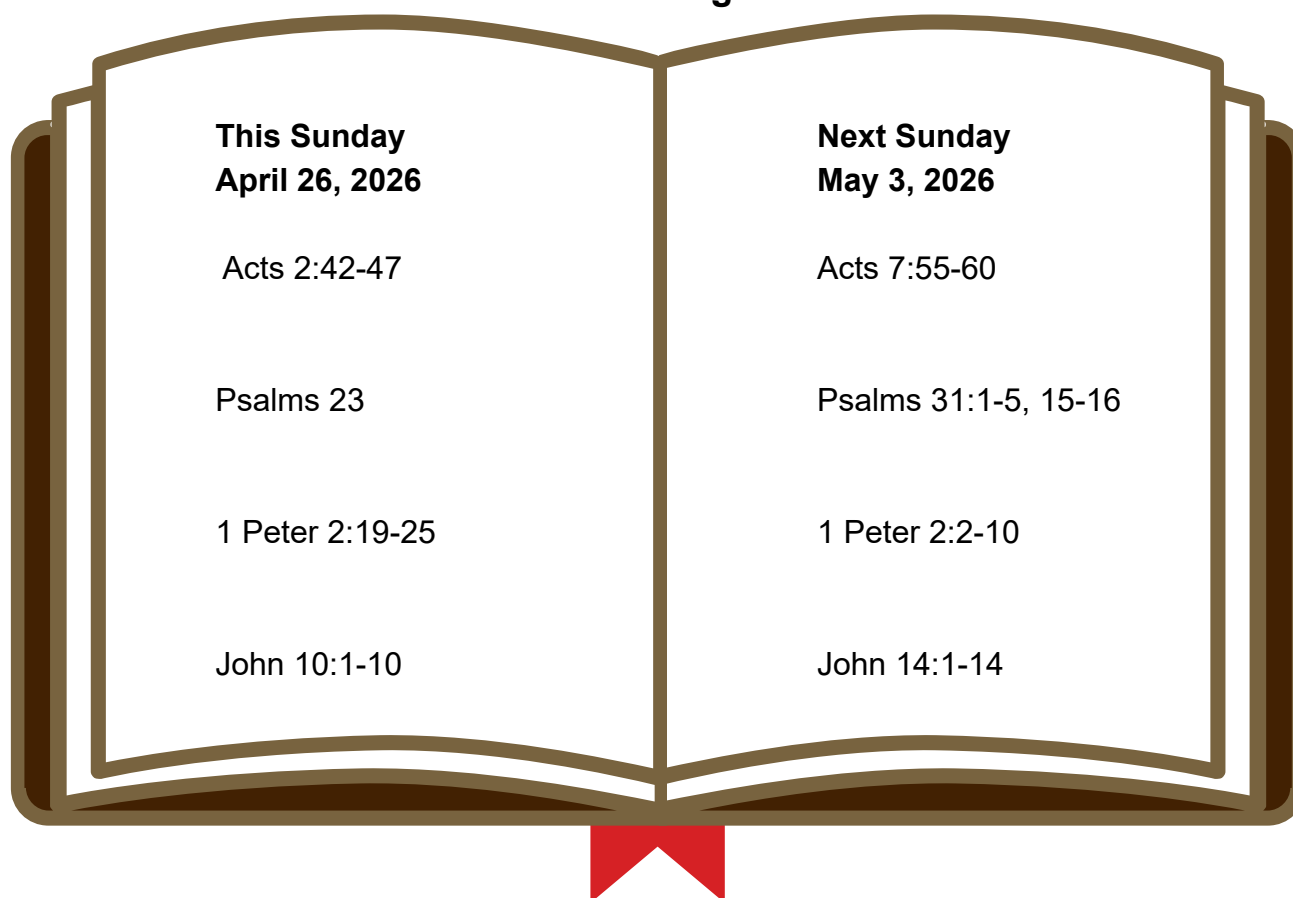 This Sunday
April 26, 2026
Acts 2:42-47
Psalms 23
1 Peter 2:19-25
John 10:1-10
Next Sunday
May 3, 2026
Acts 7:55-60
Psalms 31:1-5, 15-16
1 Peter 2:2-10
John 14:1-14